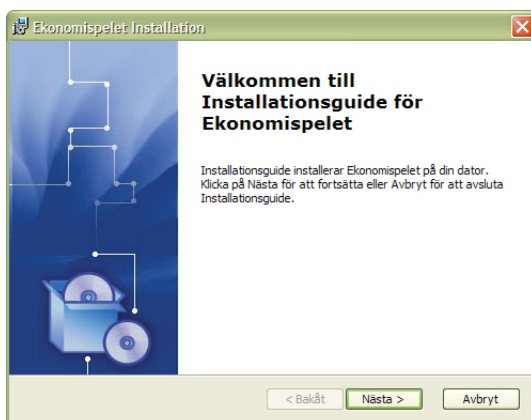 Ekonomispelet Installation
Välkommen till
Installationsguide för
Ekonomispelet
Installationsguide installerar Ekonomispelet på din dator.
Klicka på Nästa för att fortsätta eller Avbryt för att avsluta
Installationsguide.
< Bakåt Nästa > Avbryt